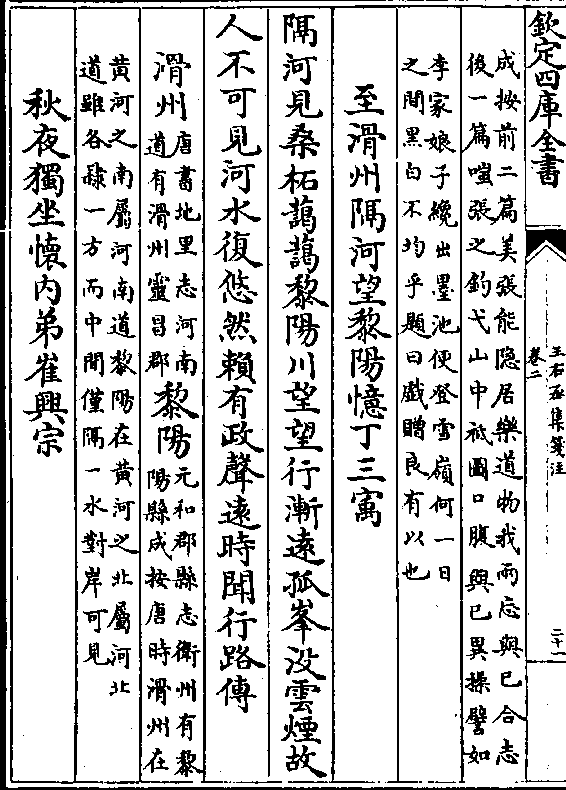 欽定四庫全書
王右丞集箋注
卷二
二十一
成按前二篇美張能隱居樂道物我兩忘與已合志
後一篇嗤張之釣弋山中祗圖口腹與已異操譬如
李家娘子纔出墨池便登雪嶺何一日
之間黑白不均乎題曰戲贈良有以也
至滑州隔河望黎陽憶丁三㝢
隔河見桑柘藹藹黎陽川望望行漸遠孤峯没雲煙故
人不可見河水復悠然賴有政聲遠時聞行路傳
滑州唐書地里志河南道有滑州靈昌郡黎陽元和郡縣志衛州有黎陽縣成按唐時滑州在
黄河之南屬河南道黎陽在黄河之北屬河北
道雖各隸一方而中間僅隔一水對岸可見
秋夜獨坐懐内弟崔興宗